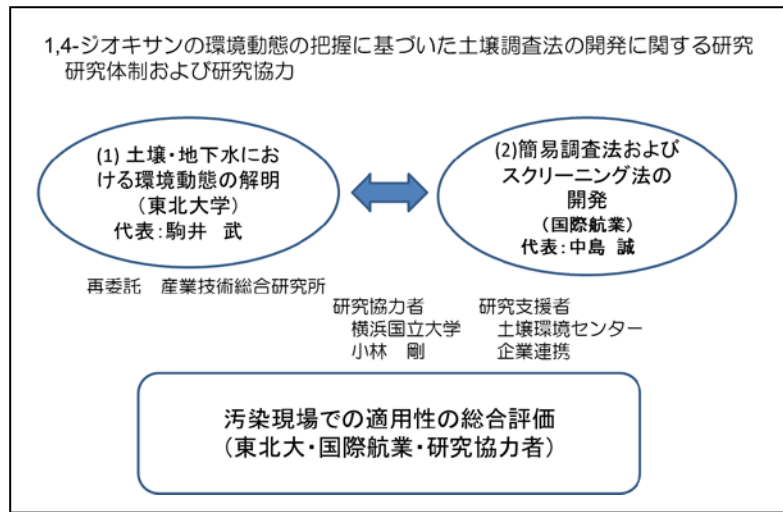 1,4-ジオキサンの環境動態の把握に基づいた土壌調査法の開発に関する研究
研究体制および研究協力
(1) 土壌・地下水にお
ける環境動態の解明
（東北大学）
代表：駒井　武
(2)簡易調査法および
スクリーニング法の
開発
（国際航業）
代表：中島　誠
再委託　産業技術総合研究所
研究協力者
横浜国立大学
小林　剛
研究支援者
土壌環境センター
企業連携
汚染現場での適用性の総合評価
（東北大・国際航業・研究協力者）